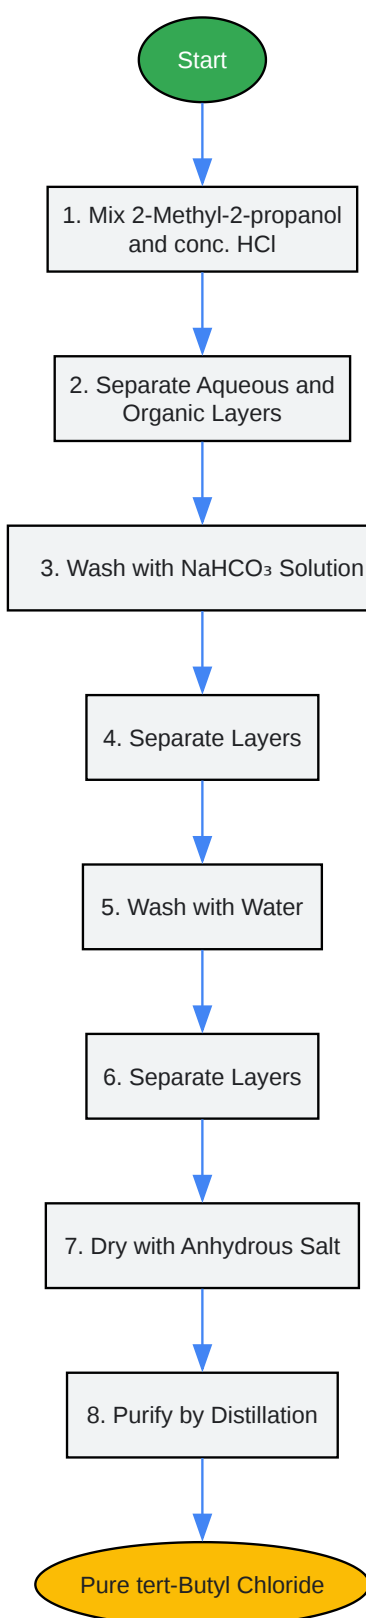 Start
1. Mix 2-Methyl-2-propanol
and conc. HCl
2. Separate Aqueous and
Organic Layers
3. Wash with NaHCO₃ Solution
4. Separate Layers
5. Wash with Water
6. Separate Layers
7. Dry with Anhydrous Salt
8. Purify by Distillation
Pure tert-Butyl Chloride